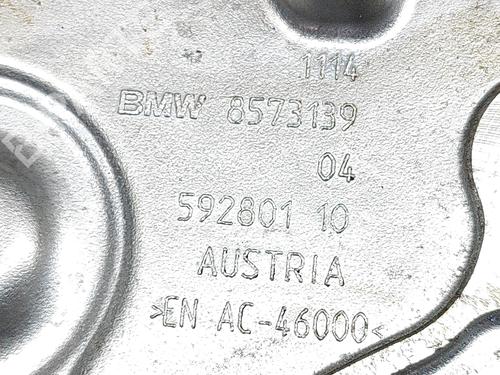 1114
BMW 8573139
04
592801 10
AUSTRIA
>EN AC-46000<